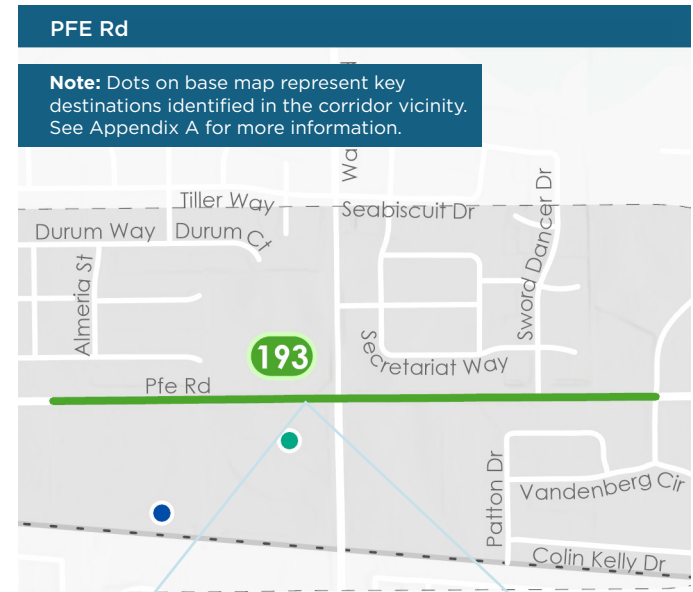 PFE Rd
Note: Dots on base map represent key
destinations identified in the corridor vicinity.
See Appendix A for more information.
Tiller Way
Seabiscuit Dr
Durum Way
Durum Ct
Sword Dancer Dr
Almeria St
193
Secretariat Way
Pfe Rd
Patton Dr
Vandenberg Cir
Colin Kelly Dr